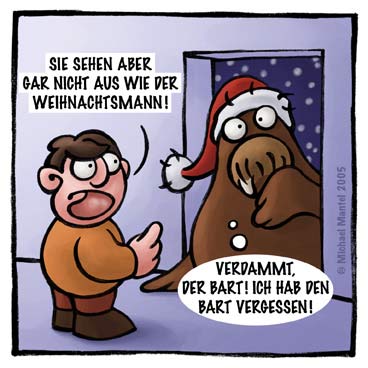 SIE SEHEN ABER
GAR NICHT AUS WIE DER
WEIHNACHTSMANN!
VERDAMMT,
DER BART! ICH HAB DEN
BART VERGESSEN!
© Michael Mantel 2005